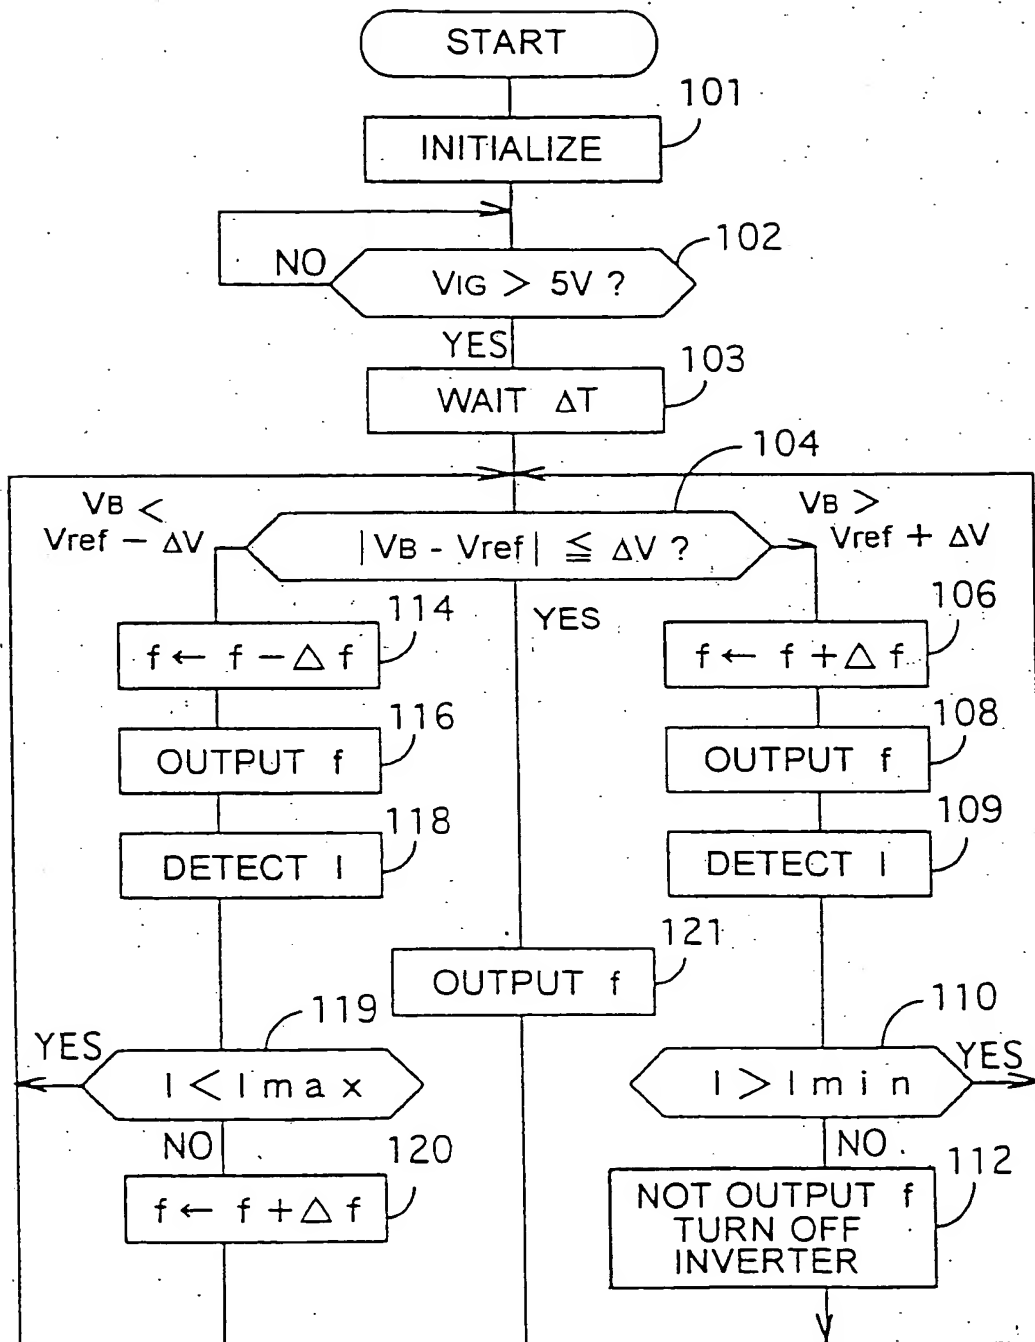 START
101
INITIALIZE
102
NO
VIG > 5V ?
YES
103
WAIT ΔT
104
VB <
Vref - ΔV
VB >
Vref + ΔV
|VB - Vref| ≦ ΔV ?
YES
114
f ← f - Δ f
106
f ← f + Δ f
116
OUTPUT f
108
OUTPUT f
118
DETECT I
109
DETECT I
121
OUTPUT f
119
YES
I < I max
110
YES
I > I min
NO
120
f ← f + Δ f
NO
112
NOT OUTPUT f
TURN OFF
INVERTER